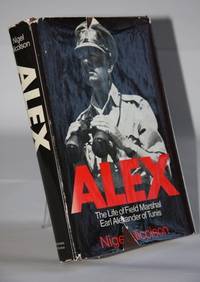 Nigel
Nicolson
ALEX
ALEX
The Life of Field Marshal
Earl Alexander of Tunis
Nigel Nicolson